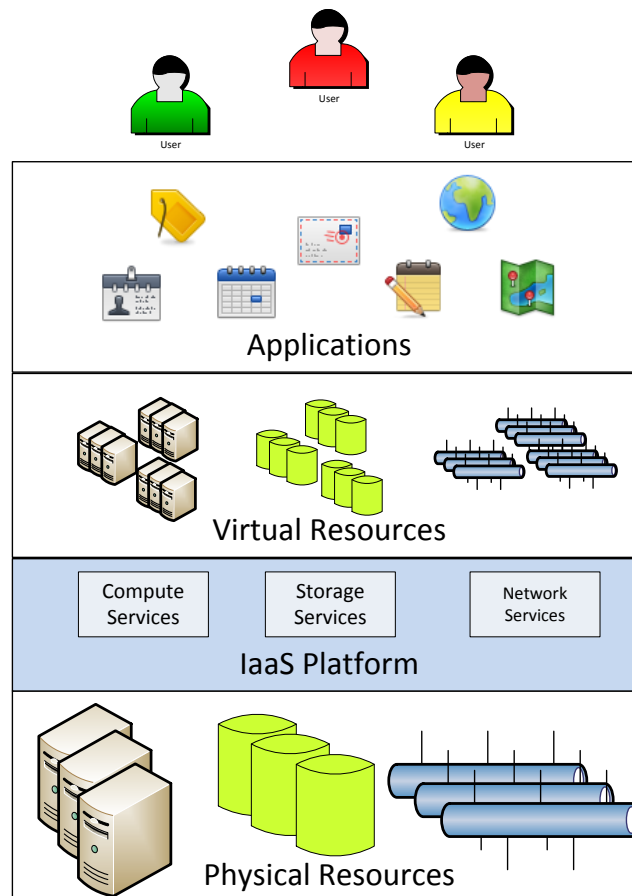 User
User
User
Applications
Virtual Resources
Compute
Services
Storage
Services
Network
Services
IaaS Platform
Physical Resources